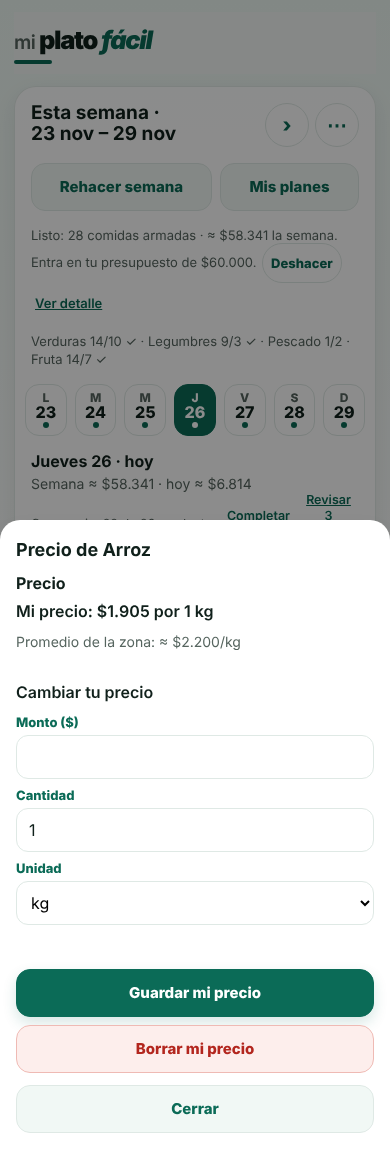 mi plato fácil
Esta semana ·
23 nov – 29 nov
›
⋯
Rehacer semana
Mis planes
Listo: 28 comidas armadas · ≈ $58.341 la semana.
Entra en tu presupuesto de $60.000.
Deshacer
Ver detalle
Verduras 14/10 ✓ · Legumbres 9/3 ✓ · Pescado 1/2 ·
Fruta 14/7 ✓
L M M J V S D
23 24 25 26 27 28 29
Jueves 26 · hoy
Semana ≈ $58.341 · hoy ≈ $6.814
Revisar
Completar 3
Precio de Arroz
Precio
Mi precio: $1.905 por 1 kg
Promedio de la zona: ≈ $2.200/kg
Cambiar tu precio
Monto ($)
Cantidad
1
Unidad
kg
Guardar mi precio
Borrar mi precio
Cerrar